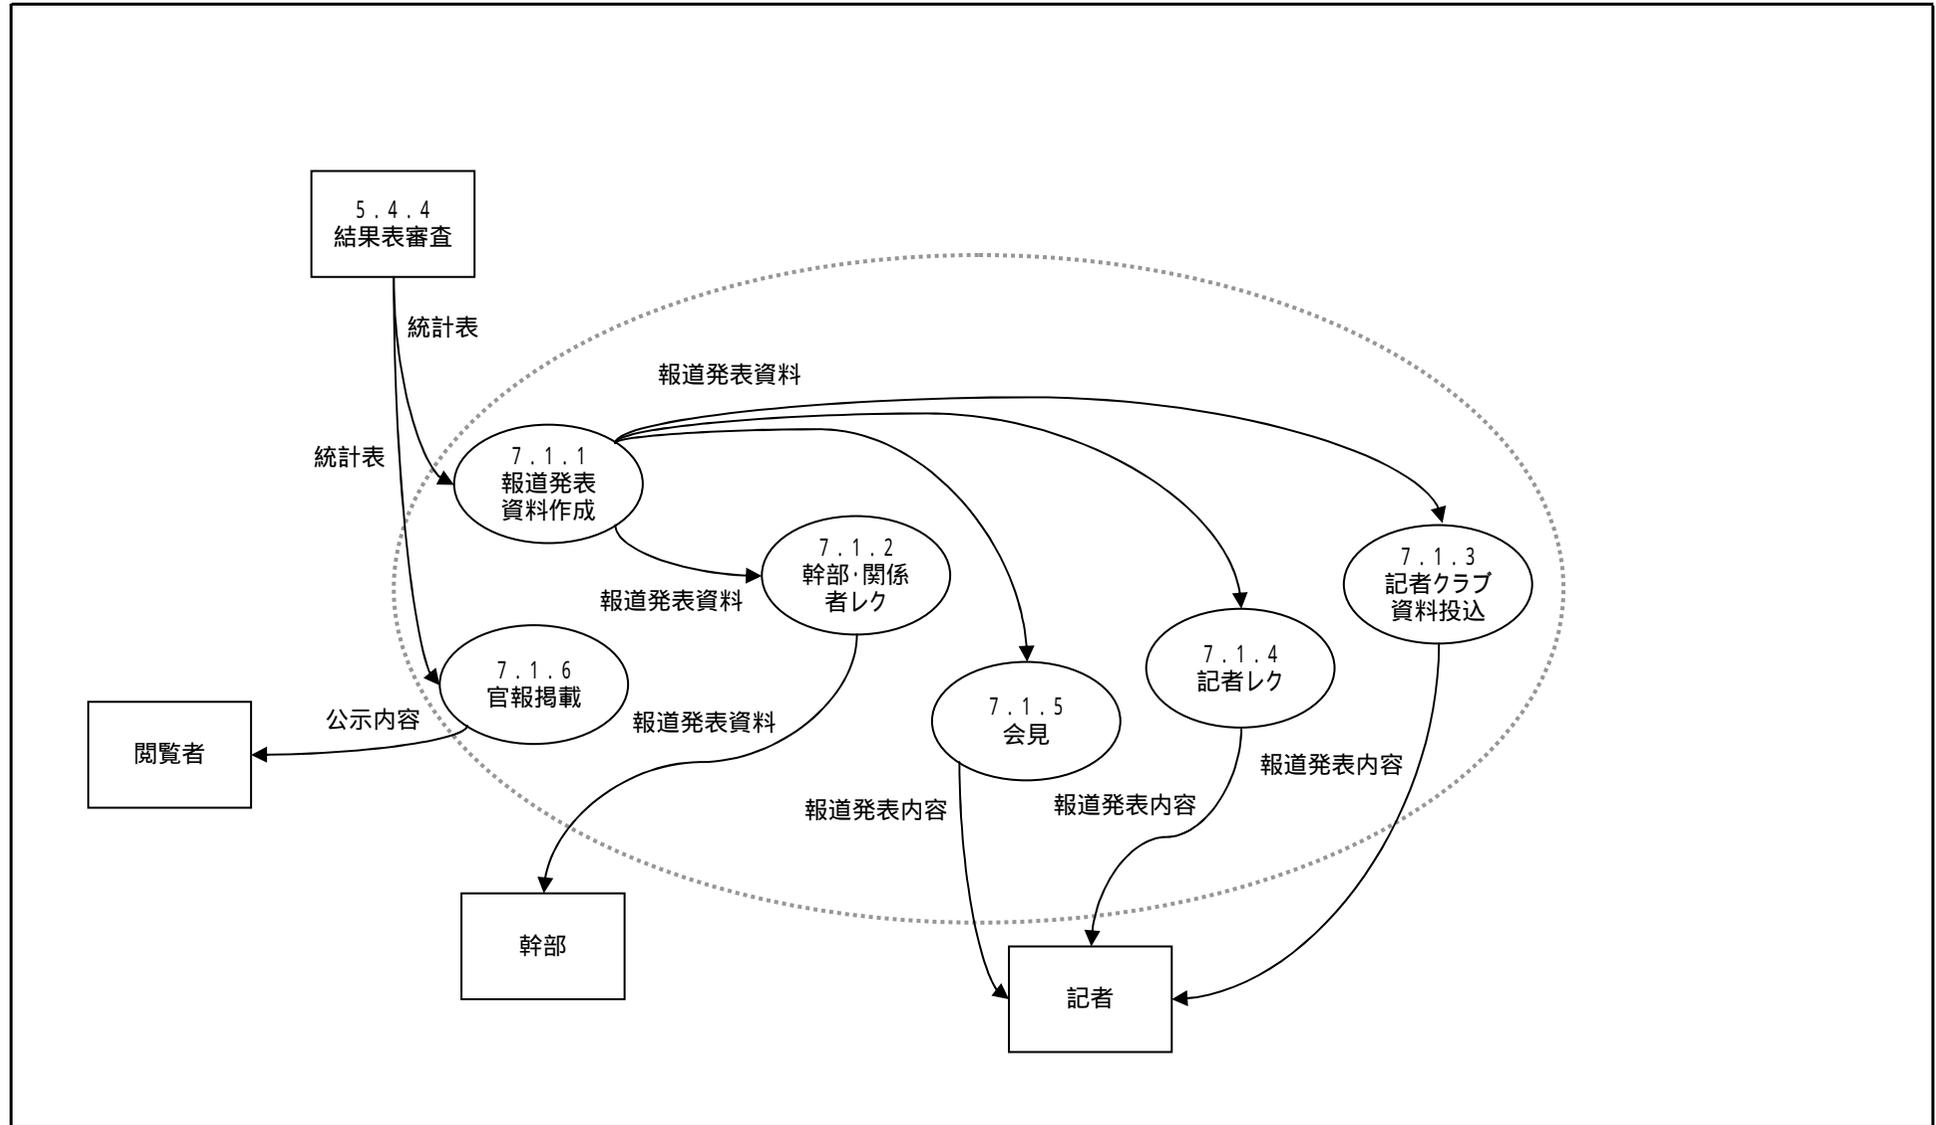 5.4.4
結果表審査
統計表
報道発表資料
統計表
7.1.1
報道発表
資料作成
7.1.2
幹部・関係
者レク
7.1.3
記者クラブ
資料投込
報道発表資料
7.1.6
官報掲載
7.1.4
記者レク
公示内容
報道発表資料
7.1.5
会見
閲覧者
報道発表内容
報道発表内容
報道発表内容
幹部
記者